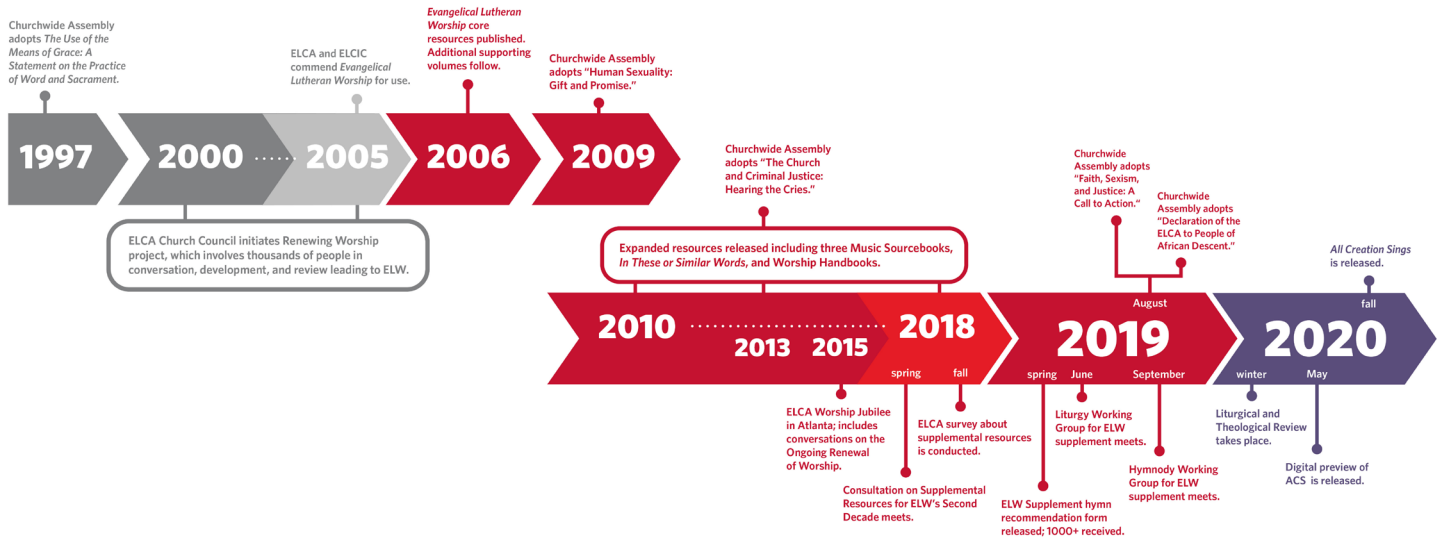 Churchwide Assembly
adopts The Use of the
Means of Grace: A
Statement on the Practice
of Word and Sacrament.
ELCA and ELCIC
commend Evangelical
Lutheran Worship for use.
Evangelical Lutheran
Worship core
resources published.
Additional supporting
volumes follow.
Churchwide Assembly
adopts “Human Sexuality:
Gift and Promise.”
1997
2000
2005
2006
2009
ELCA Church Council initiates Renewing Worship
project, which involves thousands of people in
conversation, development, and review leading to ELW.
Churchwide Assembly
adopts “The Church
and Criminal Justice:
Hearing the Cries.”
Expanded resources released including three Music Sourcebooks,
In These or Similar Words, and Worship Handbooks.
Churchwide
Assembly adopts
“Faith, Sexism,
and Justice: A
Call to Action.“
Churchwide
Assembly adopts
“Declaration of the
ELCA to People of
African Descent.”
All Creation Sings
is released.
2010
2013
2015
2018
spring
fall
August
2019
spring
June
September
fall
2020
winter
May
ELCA Worship Jubilee
in Atlanta; includes
conversations on the
Ongoing Renewal
of Worship.
Consultation on Supplemental
Resources for ELW’s Second
Decade meets.
ELCA survey about
supplemental resources
is conducted.
ELW Supplement hymn
recommendation form
released; 1000+ received.
Liturgy Working
Group for ELW
supplement meets.
Hymnody Working
Group for ELW
supplement meets.
Liturgical and
Theological Review
takes place.
Digital preview of
ACS is released.